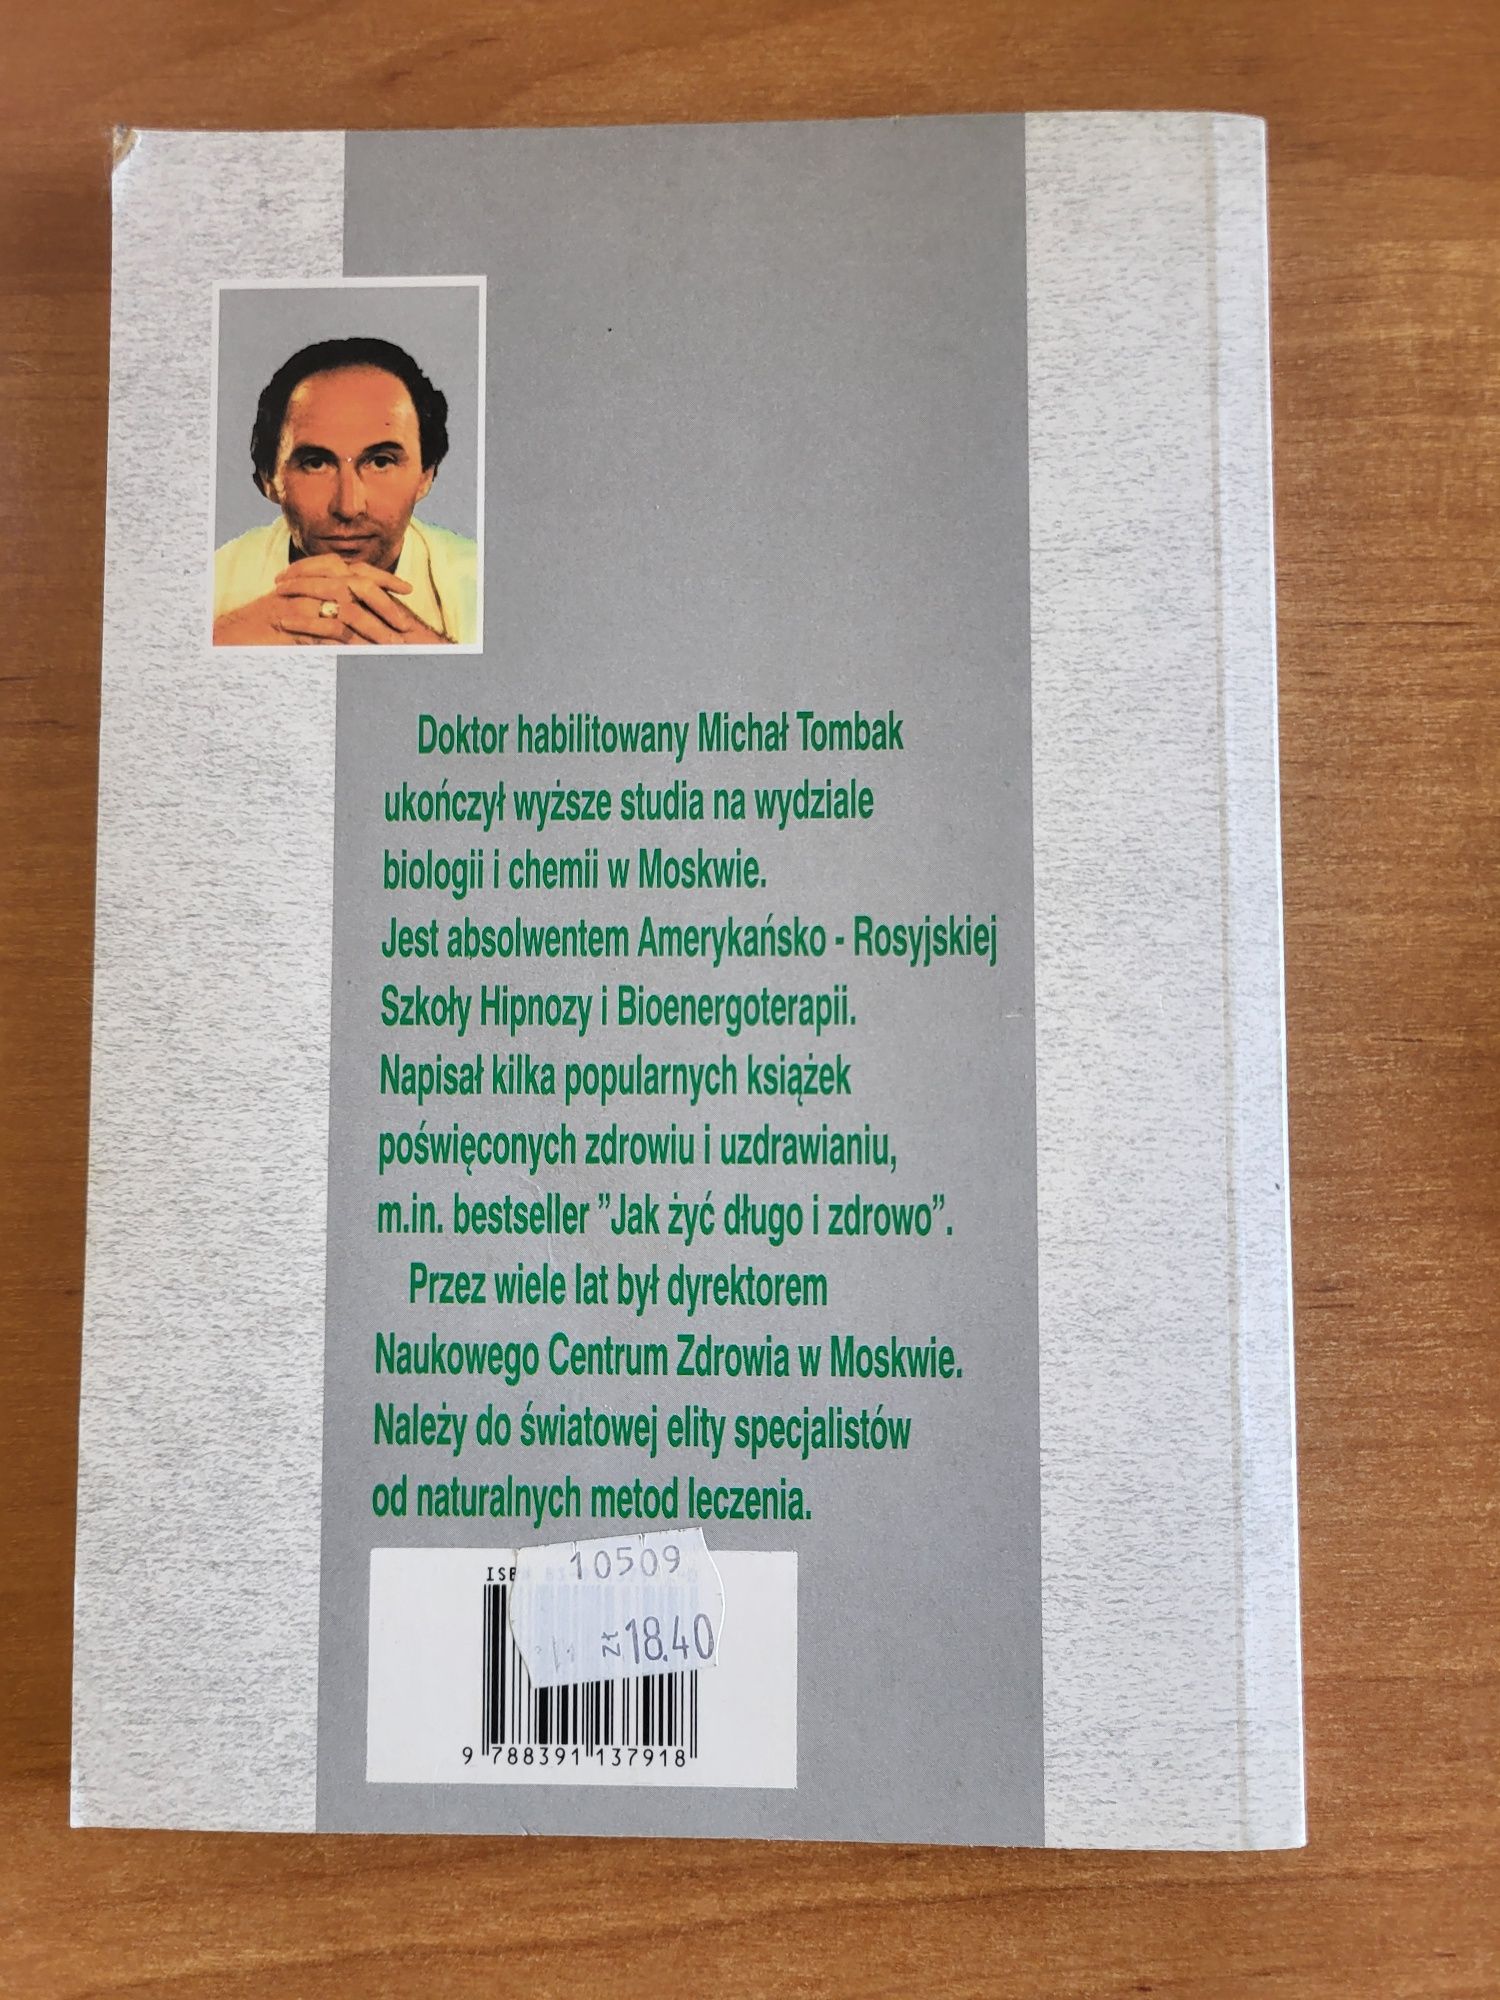 Doktor habilitowany Michał Tombak
ukończył wyższe studia na wydziale
biologii i chemii w Moskwie.
Jest absolwentem Amerykańsko - Rosyjskiej
Szkoły Hipnozy i Bioenergoterapii.
Napisał kilka popularnych książek
poświęconych zdrowiu i uzdrawianiu,
m.in. bestseller ”Jak żyć długo i zdrowo”.
Przez wiele lat był dyrektorem
Naukowego Centrum Zdrowia w Moskwie.
Należy do światowej elity specjalistów
od naturalnych metod leczenia.
10509
zł 18.40
9 788391 137918